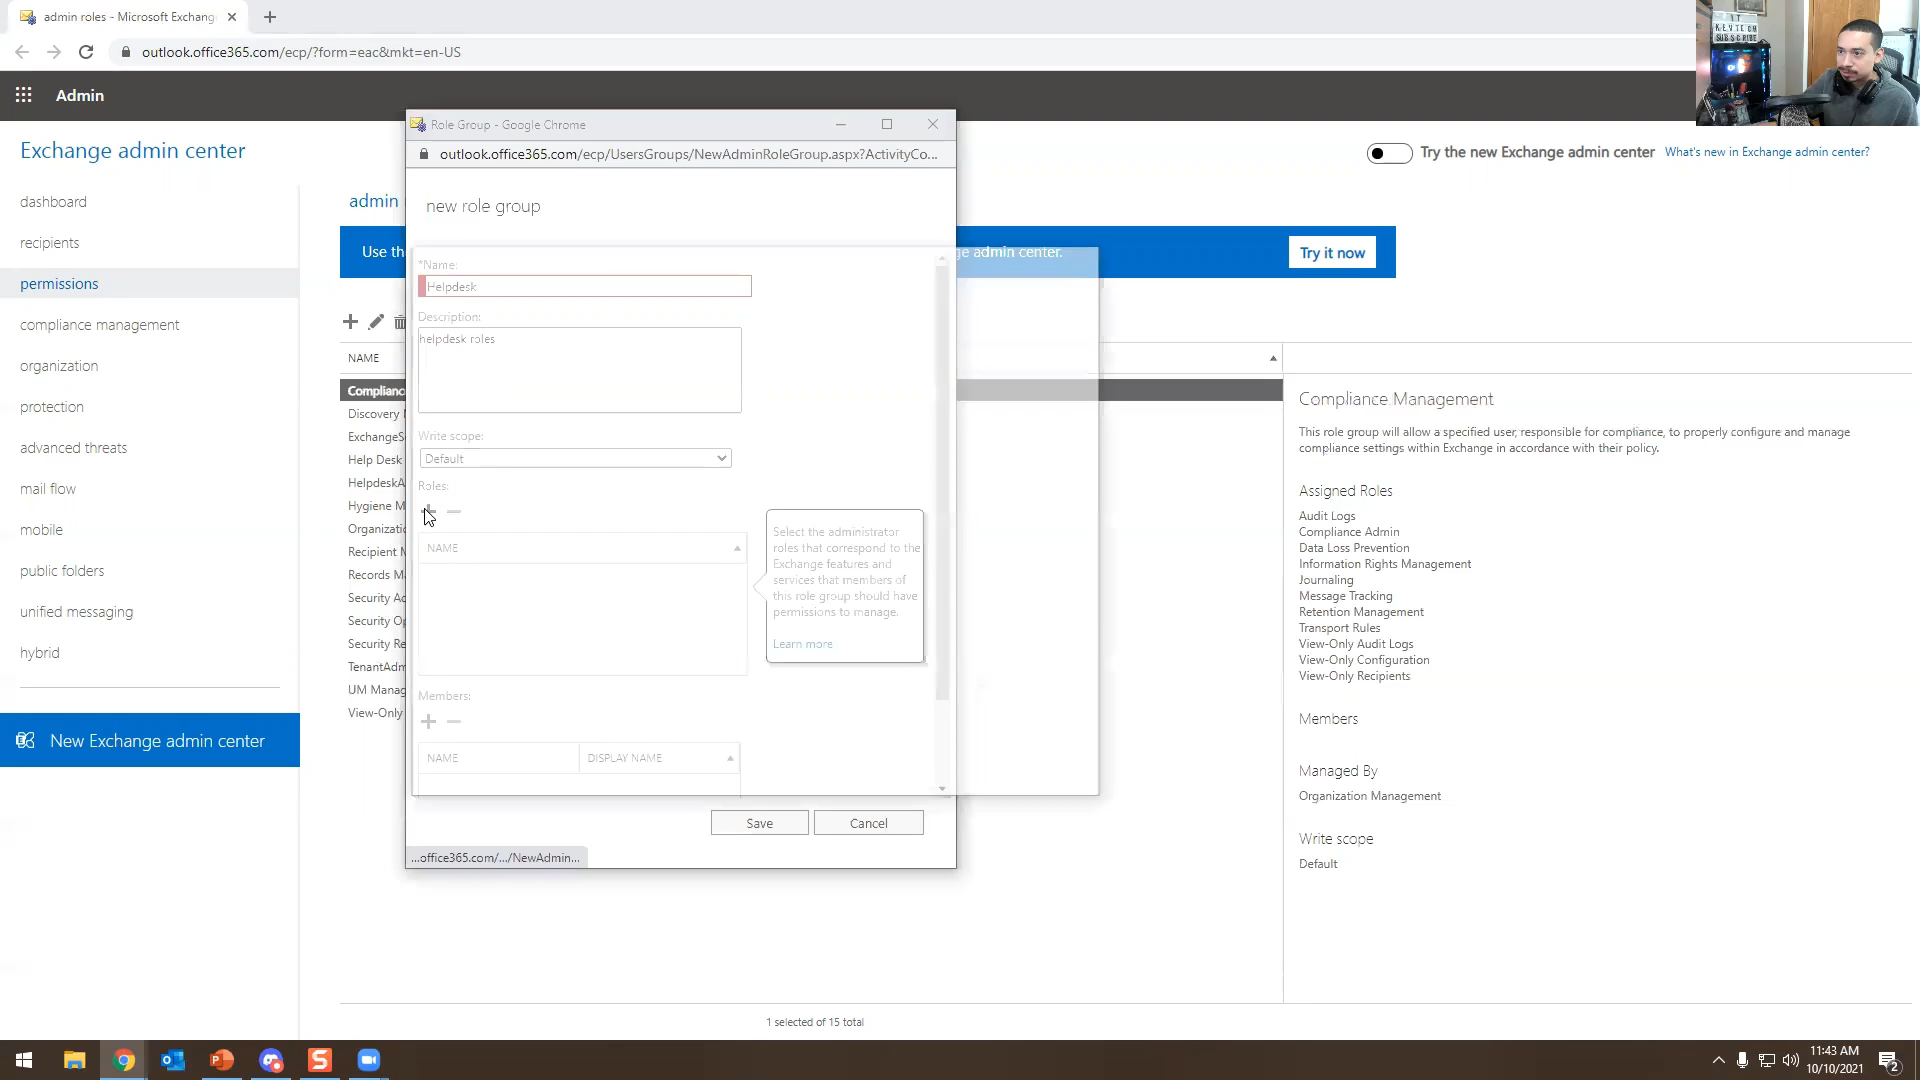 admin roles - Microsoft Exchang
outlook.office365.com/ecp/?form=eac&mkt=en-US
KEVTECH
SUBSCRIBE
Admin
Exchange admin center
Try the new Exchange admin center
What's new in Exchange admin center?
dashboard
recipients
permissions
compliance management
organization
protection
advanced threats
mail flow
mobile
public folders
unified messaging
hybrid
New Exchange admin center
admin
Use th
ge admin center.
Try it now
NAME
Complianc
Discovery
ExchangeS
Help Desk
HelpdeskA
Hygiene M
Organizatic
Recipient M
Records M
Security Ac
Security Op
Security Re
TenantAdm
UM Manag
View-Only
Role Group - Google Chrome
outlook.office365.com/ecp/UsersGroups/NewAdminRoleGroup.aspx?ActivityCo...
new role group
*Name:
Helpdesk
Description:
helpdesk roles
Write scope:
Default
Roles:
NAME
Select the administrator
roles that correspond to the
Exchange features and
services that members of
this role group should have
permissions to manage.
Learn more
Members:
NAME
DISPLAY NAME
Save
Cancel
...office365.com/.../NewAdmin...
Compliance Management
This role group will allow a specified user, responsible for compliance, to properly configure and manage
compliance settings within Exchange in accordance with their policy.
Assigned Roles
Audit Logs
Compliance Admin
Data Loss Prevention
Information Rights Management
Journaling
Message Tracking
Retention Management
Transport Rules
View-Only Audit Logs
View-Only Configuration
View-Only Recipients
Members
Managed By
Organization Management
Write scope
Default
1 selected of 15 total
11:43 AM
10/10/2021
2